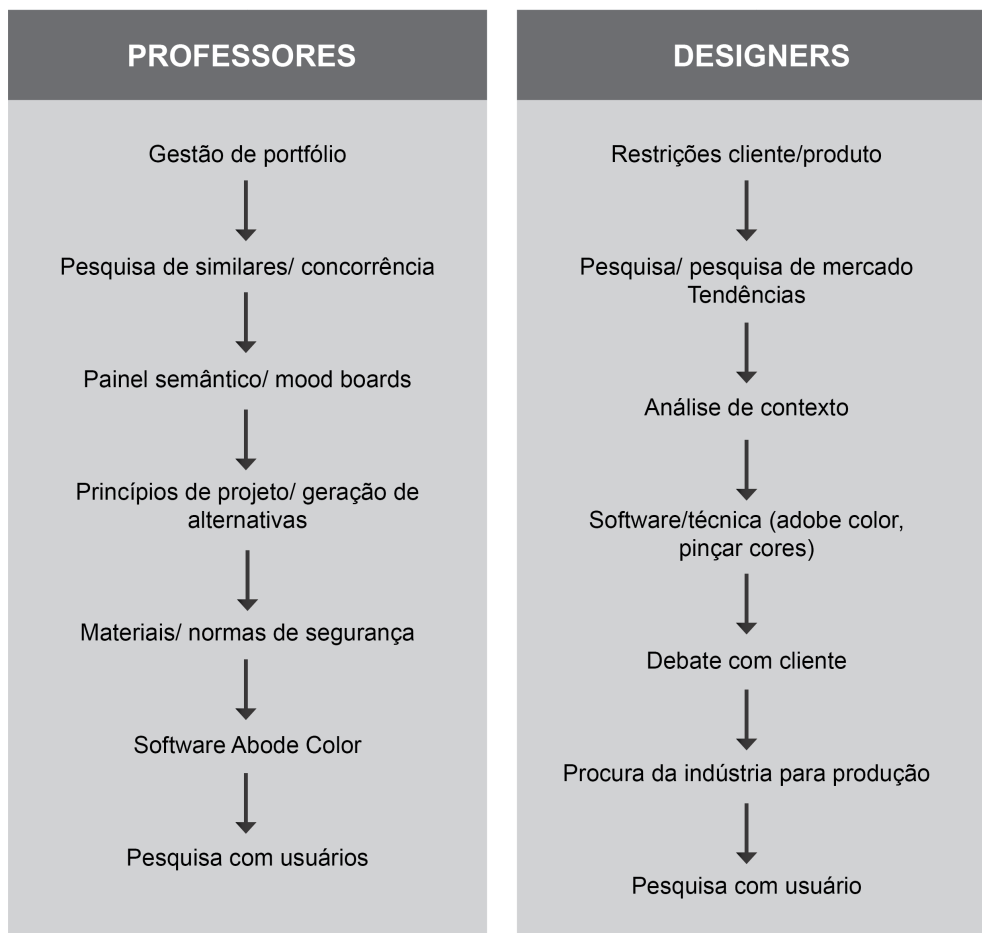 PROFESSORES
Gestão de portfólio
Pesquisa de similares/ concorrência
Painel semântico/ mood boards
Princípios de projeto/ geração de
alternativas
Materiais/ normas de segurança
Software Abode Color
Pesquisa com usuários
DESIGNERS
Restrições cliente/produto
Pesquisa/ pesquisa de mercado
Tendências
Análise de contexto
Software/técnica (adobe color,
pinçar cores)
Debate com cliente
Procura da indústria para produção
Pesquisa com usuário